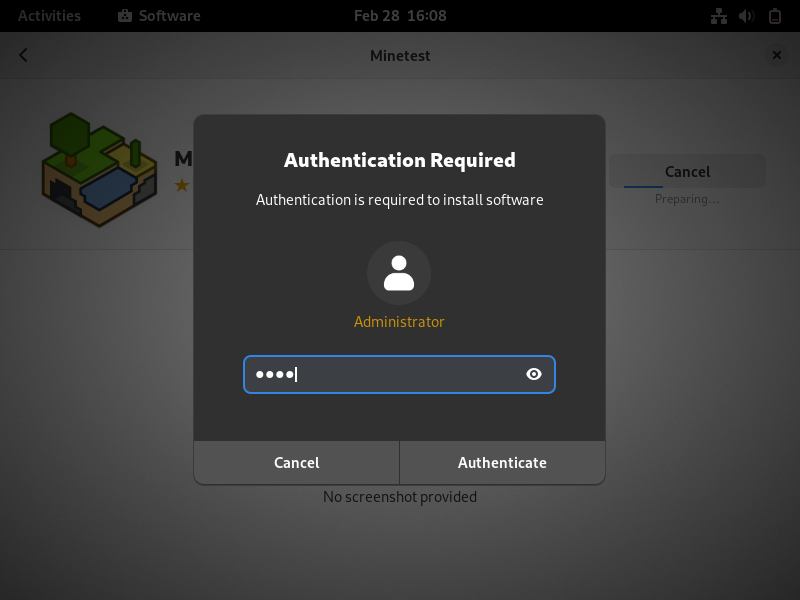 Activities Software Feb 28 16:08
Minetest
Authentication Required
Authentication is required to install software
Cancel
Preparing…
Administrator
Cancel Authenticate
No screenshot provided